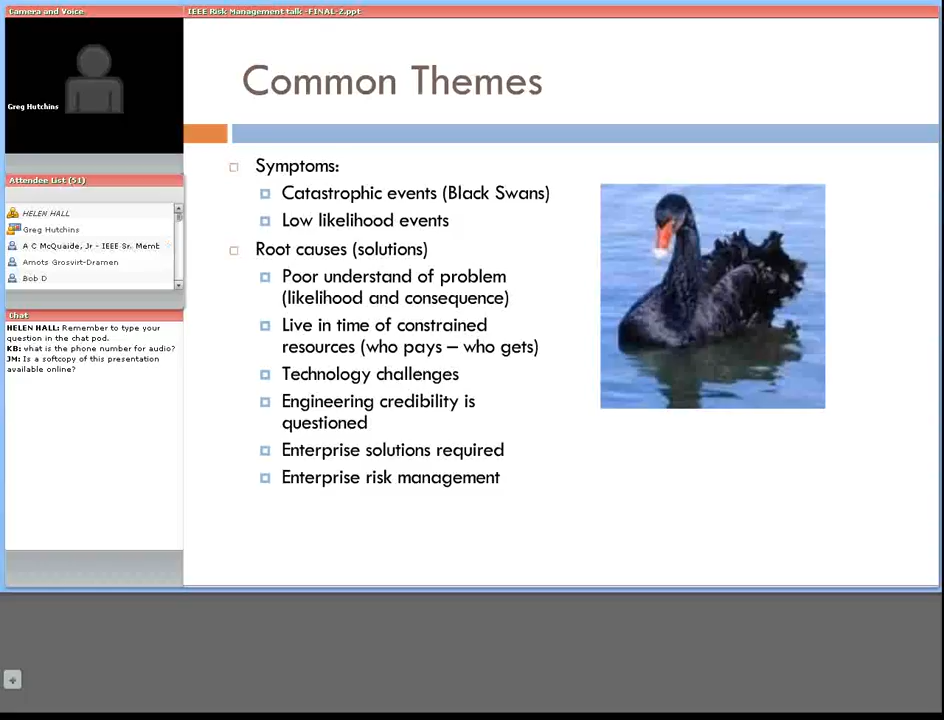 Camera and Voice
IEEE Risk Management talk -FINAL-2.ppt
Greg Hutchins
Attendee List (51)
HELEN HALL
Greg Hutchins
A C McQuaide, Jr - IEEE Sr. Memb
Amots Grosvirt-Dramen
Bob D
Chat
HELEN HALL: Remember to type your
question in the chat pod.
KB: what is the phone number for audio?
JM: Is a softcopy of this presentation
available online?
Common Themes
Symptoms:
Catastrophic events (Black Swans)
Low likelihood events
Root causes (solutions)
Poor understand of problem
(likelihood and consequence)
Live in time of constrained
resources (who pays – who gets)
Technology challenges
Engineering credibility is
questioned
Enterprise solutions required
Enterprise risk management